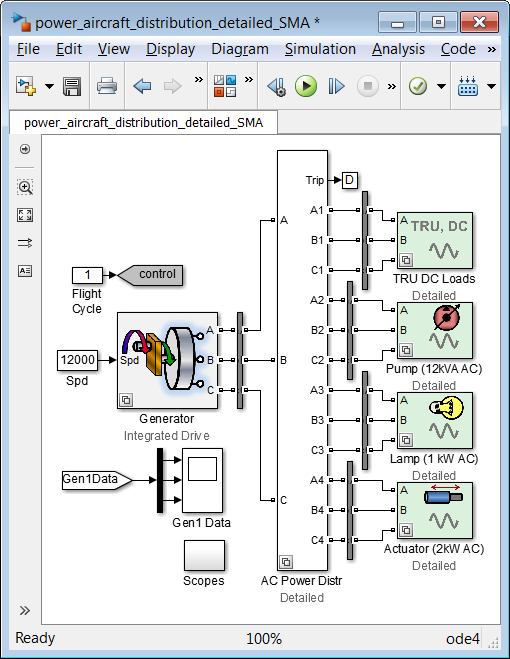 power_aircraft_distribution_detailed_SMA *
File Edit View Display Diagram Simulation Analysis Code »
» »
power_aircraft_distribution_detailed_SMA
Trip D
A
B
C
A1
B1
C1
A2
B2
C2
A3
B3
C3
A4
B4
C4
AC Power Distr
Detailed
1
Flight
Cycle
control
12000
Spd
Spd
A
B
C
Generator
Integrated Drive
Gen1Data
Gen1 Data
Scopes
A
B
C
TRU, DC
TRU DC Loads
Detailed
A
B
C
Pump (12kVA AC)
Detailed
A
B
C
Lamp (1 kW AC)
Detailed
A
B
C
Actuator (2kW AC)
Detailed
»
Ready 100% ode4